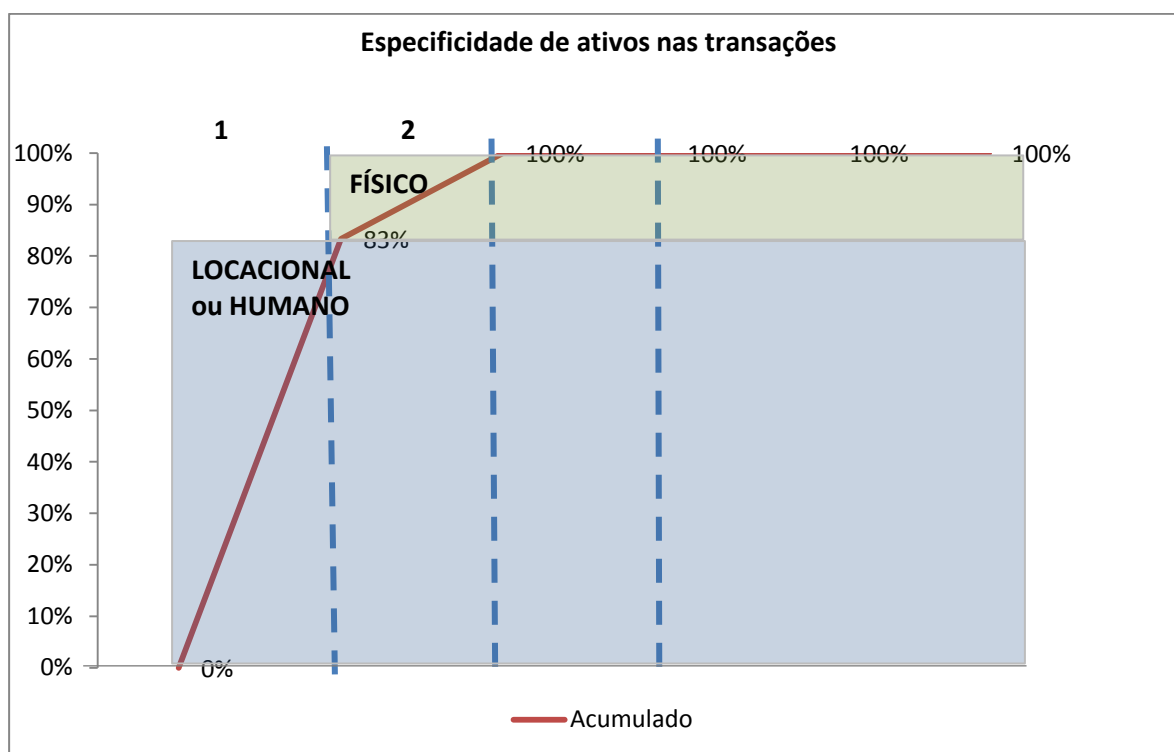 Especificidade de ativos nas transações
1 2
100% 100% 100% 100% 100%
FÍSICO
90%
83%
80%
LOCACIONAL
ou HUMANO
70%
60%
50%
40%
30%
20%
10%
0% 0%
Acumulado